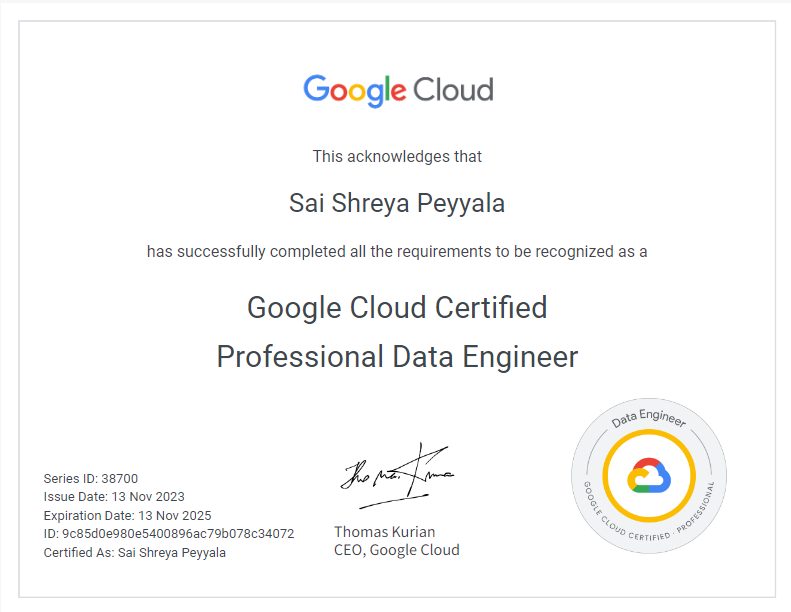 Google Cloud
This acknowledges that
Sai Shreya Peyyala
has successfully completed all the requirements to be recognized as a
Google Cloud Certified
Professional Data Engineer
Series ID: 38700
Issue Date: 13 Nov 2023
Expiration Date: 13 Nov 2025
ID: 9c85d0e980e5400896ac79b078c34072
Certified As: Sai Shreya Peyyala
Thomas Kurian
Thomas Kurian
CEO, Google Cloud
Data Engineer
GOOGLE CLOUD CERTIFIED · PROFESSIONAL